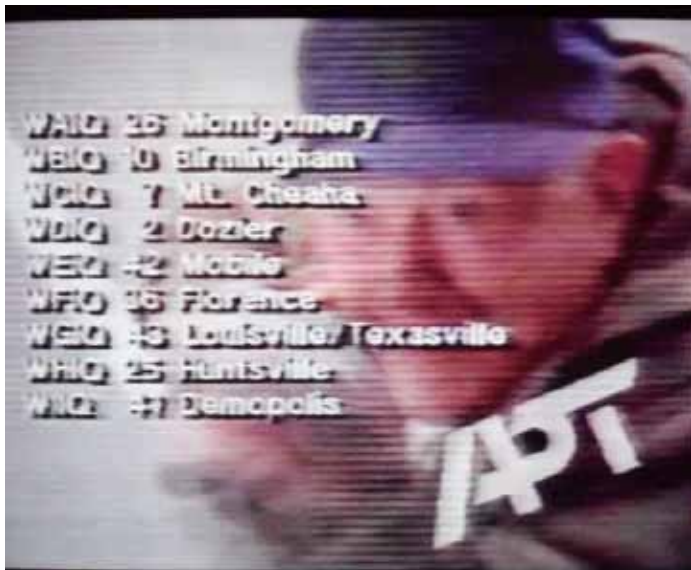 WAIQ 26 Montgomery
WBIQ 10 Birmingham
WCIQ 7 Mt. Cheaha
WDIQ 2 Dozier
WEIQ 42 Mobile
WFIQ 36 Florence
WGIQ 43 Louisville/Texasville
WHIQ 25 Huntsville
WIIQ 41 Demopolis
APT